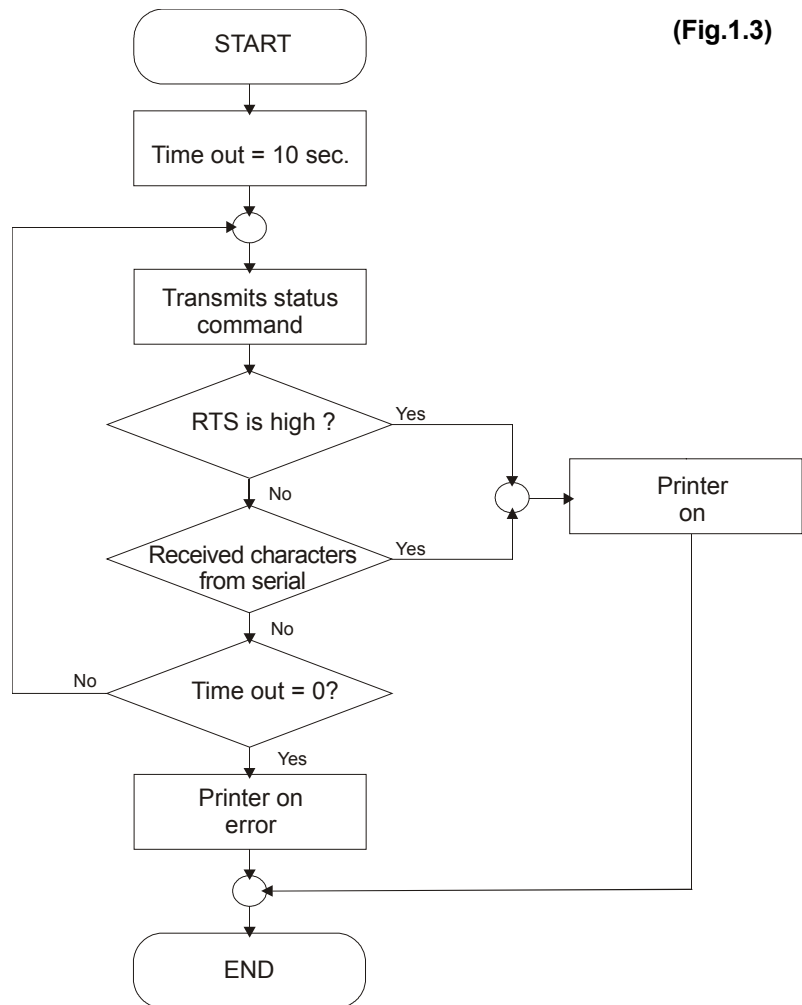 (Fig.1.3)
START
Time out = 10 sec.
Transmits status
command
RTS is high ?
Yes
No
Printer
on
Received characters
from serial
Yes
No
Time out = 0?
No
Yes
Printer on
error
END